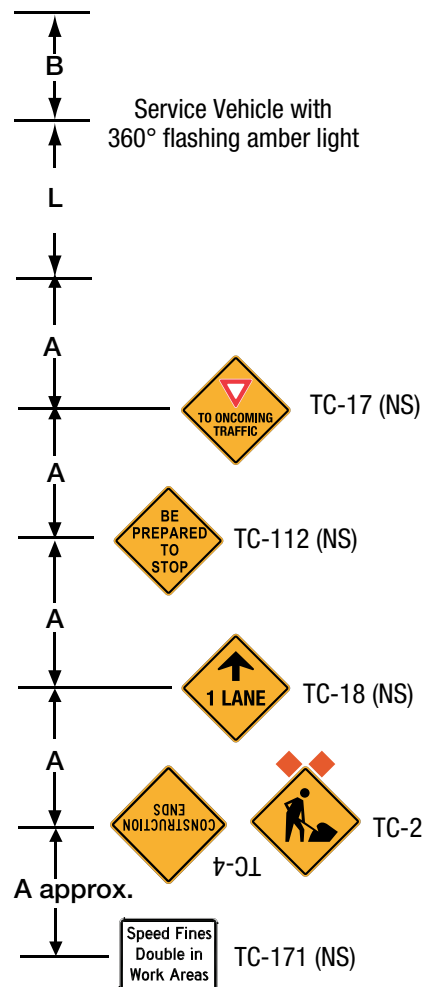 B
Service Vehicle with
360° flashing amber light
L
A
TO ONCOMING
TRAFFIC
TC-17 (NS)
A
BE
PREPARED
TO
STOP
TC-112 (NS)
A
1 LANE
TC-18 (NS)
A
CONSTRUCTION
ENDS
TC-4
TC-2
A approx.
Speed Fines
Double in
Work Areas
TC-171 (NS)